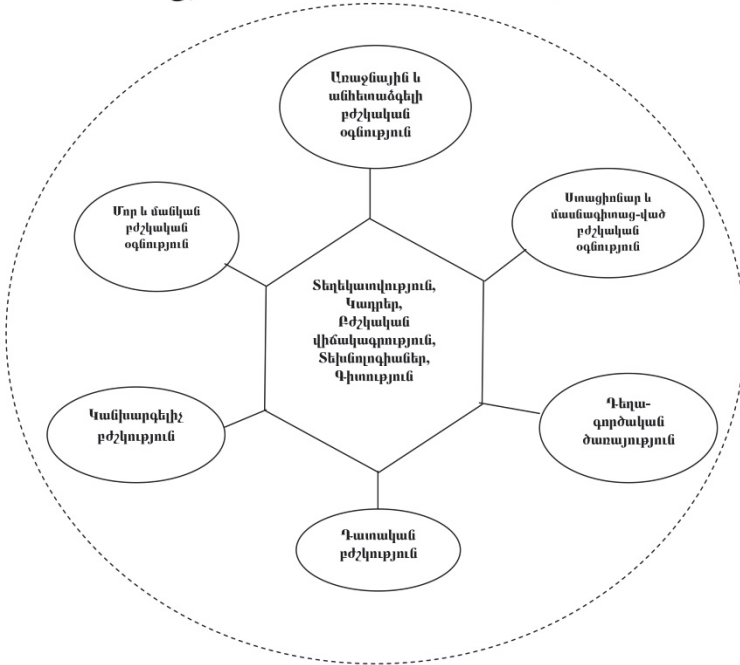 Առաջնային և
անհետաձգելի
բժշկական
օգնություն
Մոր և մանկան
բժշկական
օգնություն
Ստացիոնար և
մասնագիտաց-ված
բժշկական
օգնություն
Տեղեկատվություն,
Կադրեր,
Բժշկական
վիճակագրություն,
Տեխնոլոգիաներ,
Գիտություն
Կանխարգելիչ
բժշկություն
Դեղա-
գործական
ծառայություն
Դատական
բժշկություն